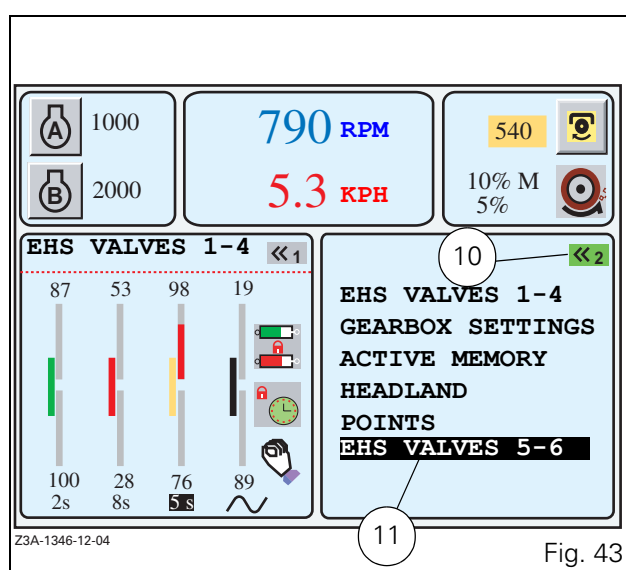 A 1000
B 2000
790 RPM
5.3 KPH
540
10% M
5%
EHS VALVES 1-4 «1
87 53 98 19
100 28 76 89
2s 8s 5 s
10 «2
EHS VALVES 1-4
GEARBOX SETTINGS
ACTIVE MEMORY
HEADLAND
POINTS
EHS VALVES 5-6
11
Z3A-1346-12-04
Fig. 43